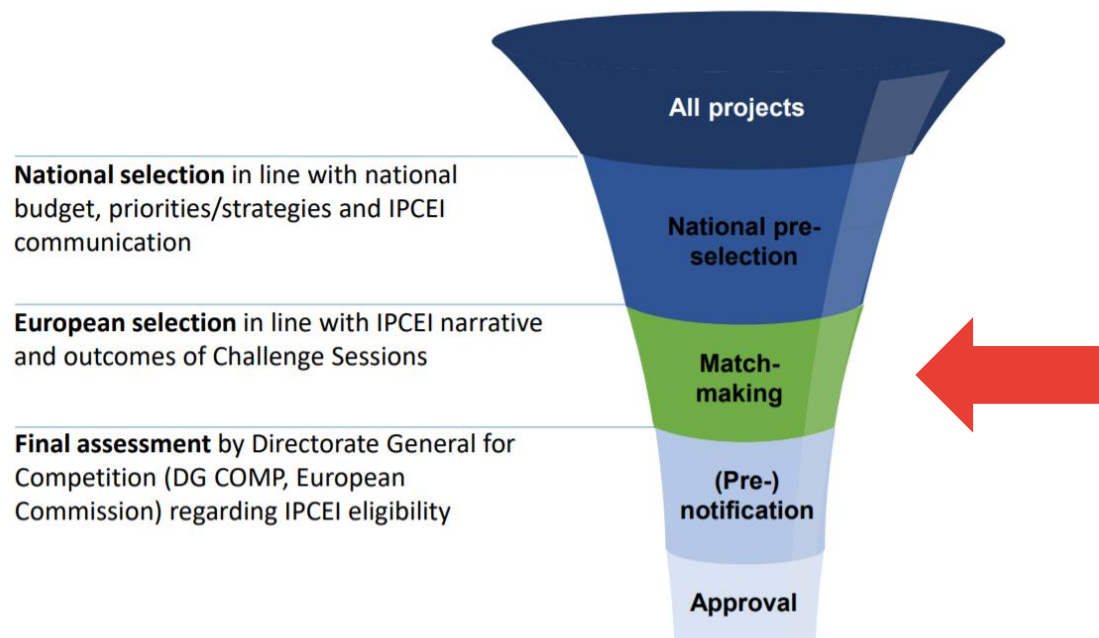 All projects
National selection in line with national
budget, priorities/strategies and IPCEI
communication
National pre-
selection
European selection in line with IPCEI narrative
and outcomes of Challenge Sessions
Match-
making
Final assessment by Directorate General for
Competition (DG COMP, European
Commission) regarding IPCEI eligibility
(Pre-)
notification
Approval